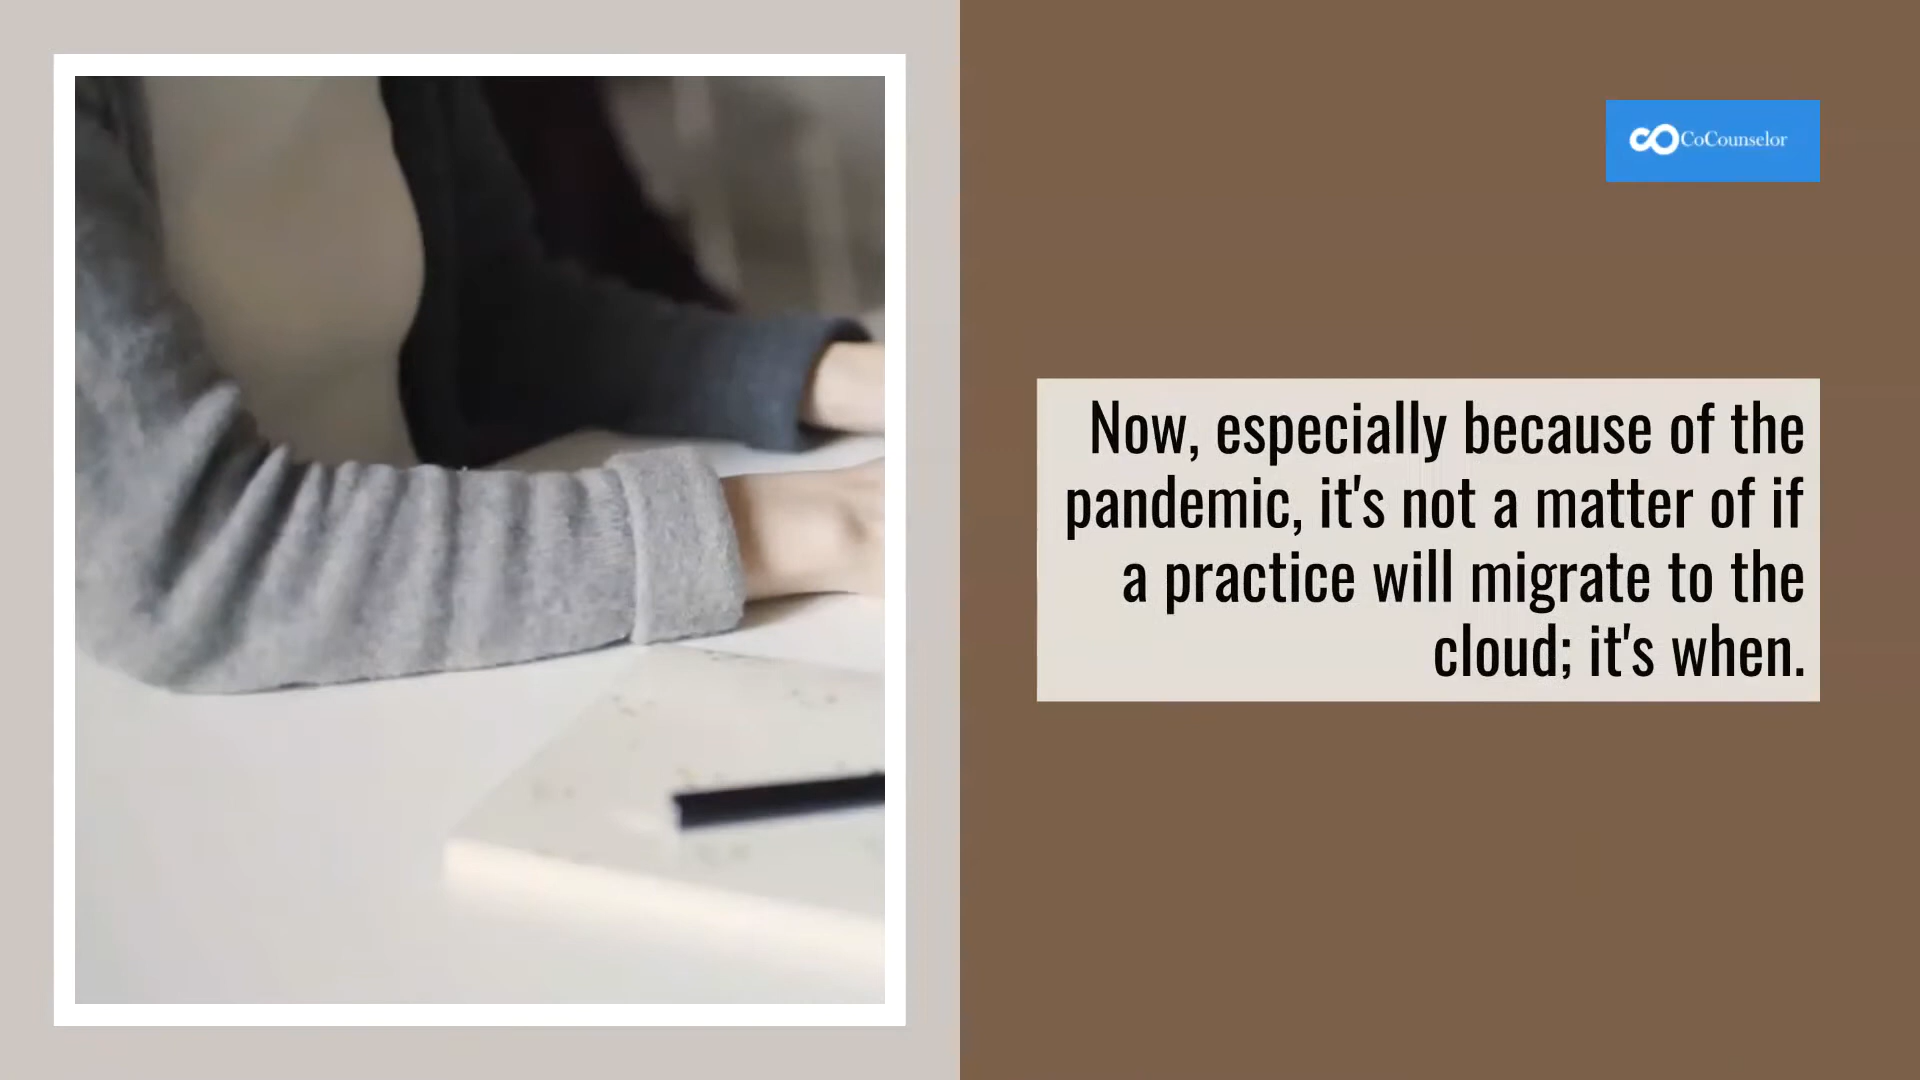 CoCounselor
Now, especially because of the
pandemic, it's not a matter of if
a practice will migrate to the
cloud; it's when.